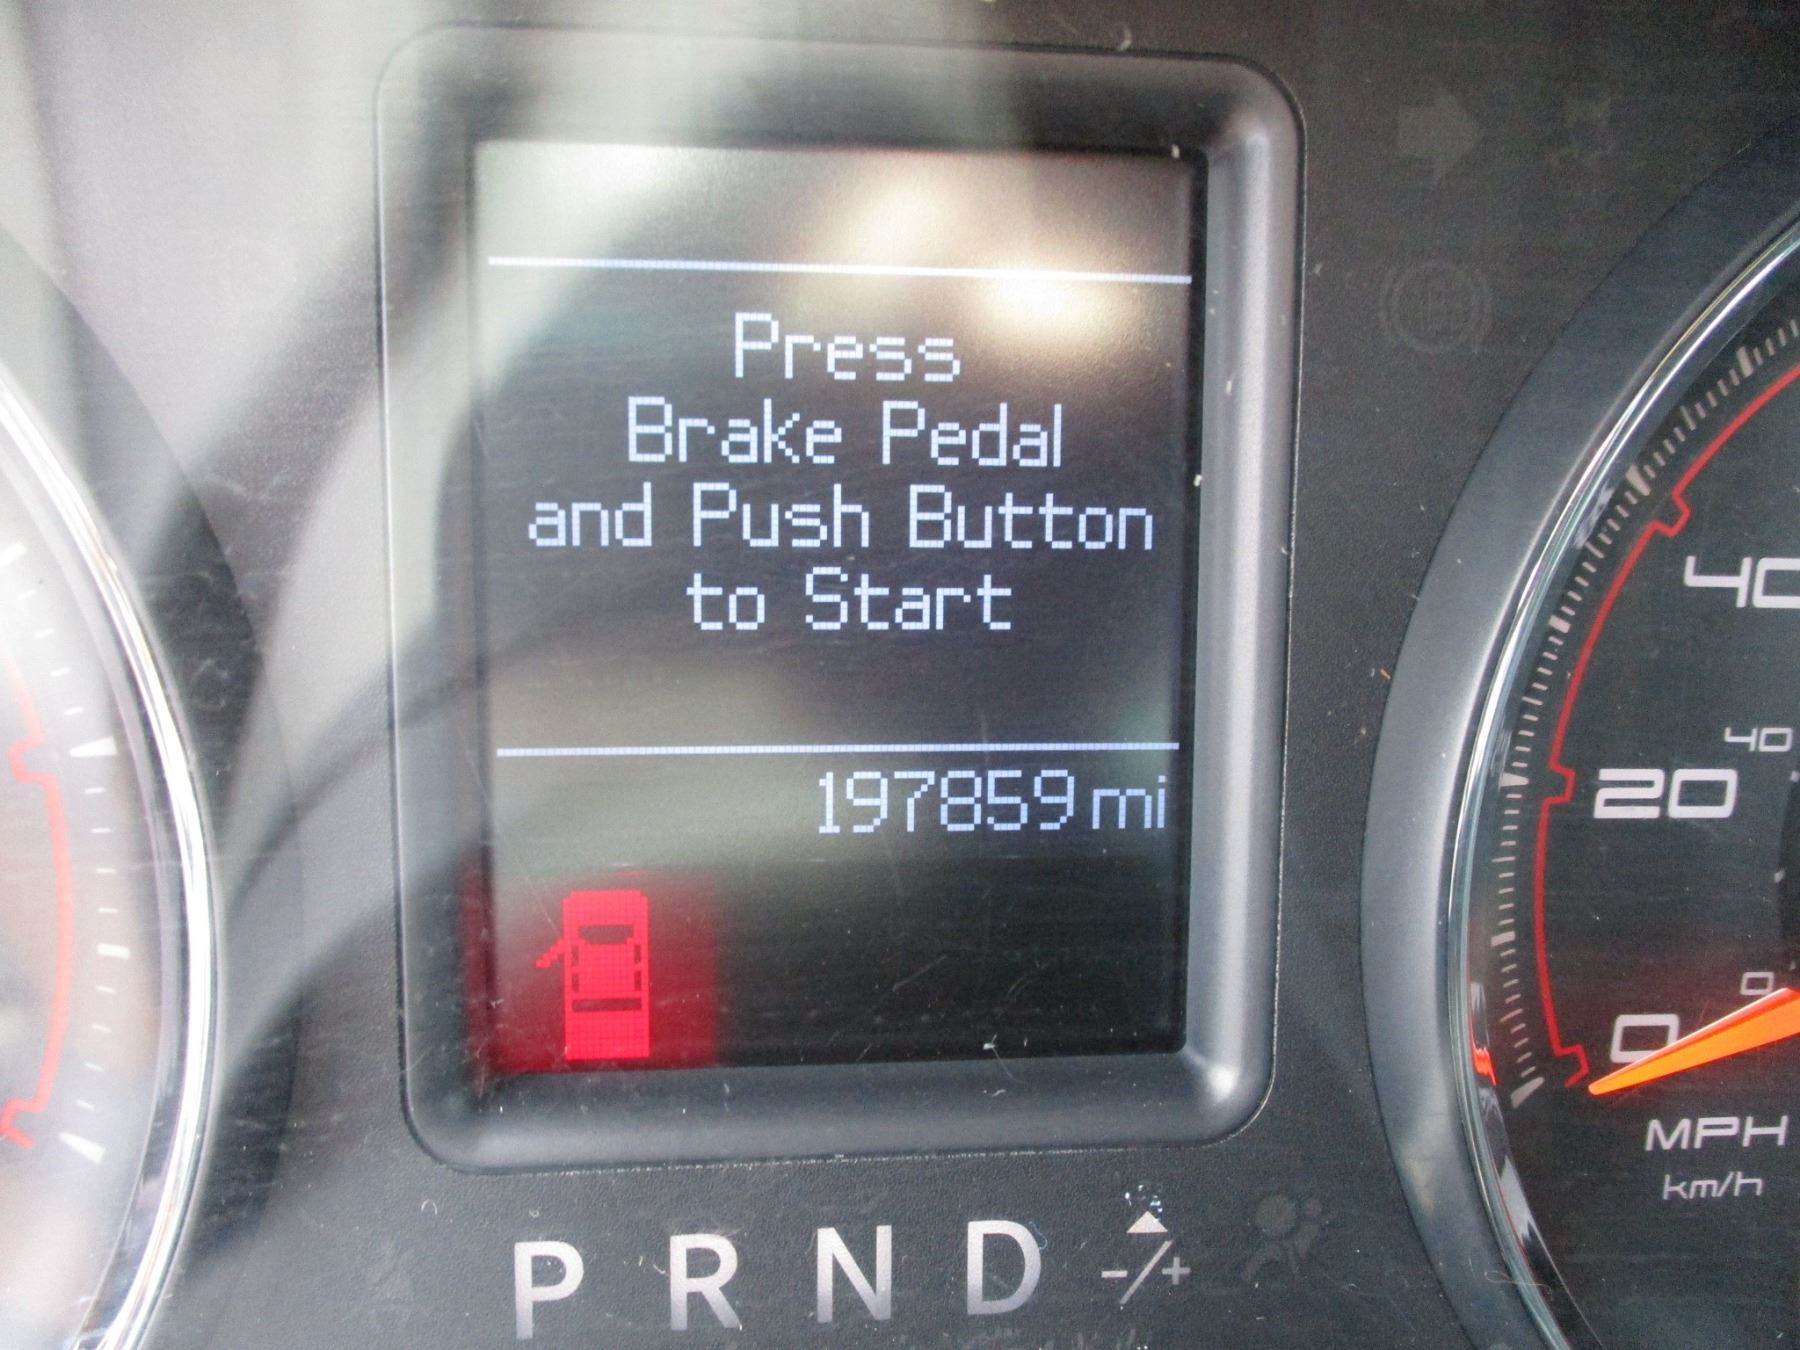 Press
Brake Pedal
and Push Button
to Start
197859 mi
40
40
20
0
0
MPH
km/h
P R N D -/+